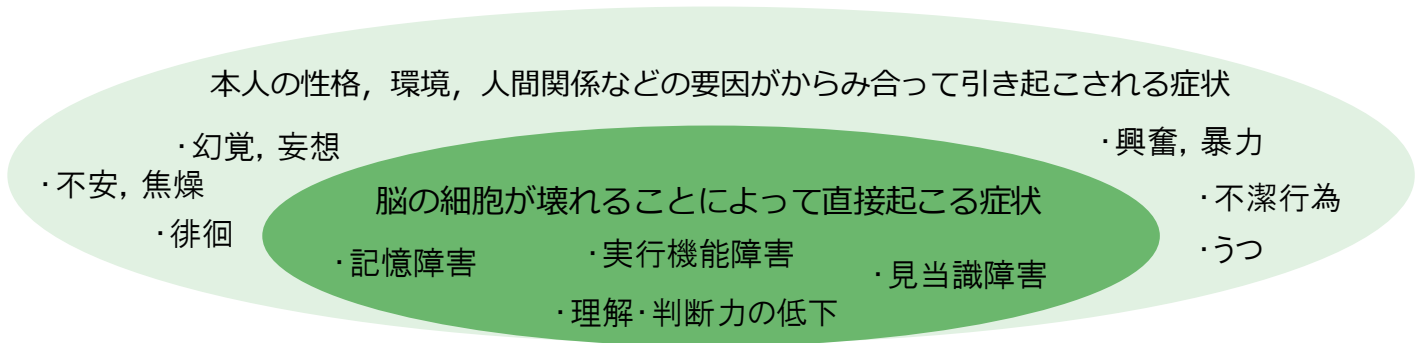 本人の性格，環境，人間関係などの要因がからみ合って引き起こされる症状
・幻覚，妄想
・不安，焦燥
・徘徊
・興奮，暴力
・不潔行為
・うつ
脳の細胞が壊れることによって直接起こる症状
・記憶障害
・実行機能障害
・見当識障害
・理解・判断力の低下